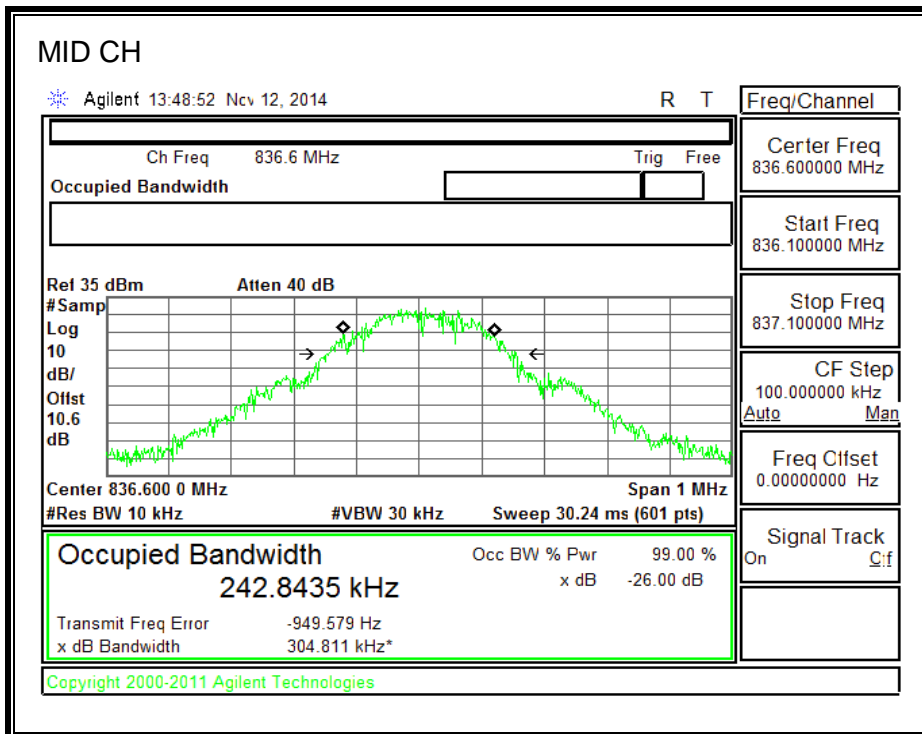 MID CH
Agilent 13:48:52 Nov 12, 2014 R T
Freq/Channel
Ch Freq 836.6 MHz Trig Free
Occupied Bandwidth
Center Freq
836.600000 MHz
Start Freq
836.100000 MHz
Ref 35 dBm Atten 40 dB
#Samp
Log
10
dB/
Offst
10.6
dB
Stop Freq
837.100000 MHz
CF Step
100.000000 kHz
Auto Man
Freq Offset
0.00000000 Hz
Center 836.600 0 MHz Span 1 MHz
#Res BW 10 kHz #VBW 30 kHz Sweep 30.24 ms (601 pts)
Signal Track
On Off
Occupied Bandwidth Occ BW % Pwr 99.00 %
242.8435 kHz x dB -26.00 dB
Transmit Freq Error -949.579 Hz
x dB Bandwidth 304.811 kHz*
Copyright 2000-2011 Agilent Technologies